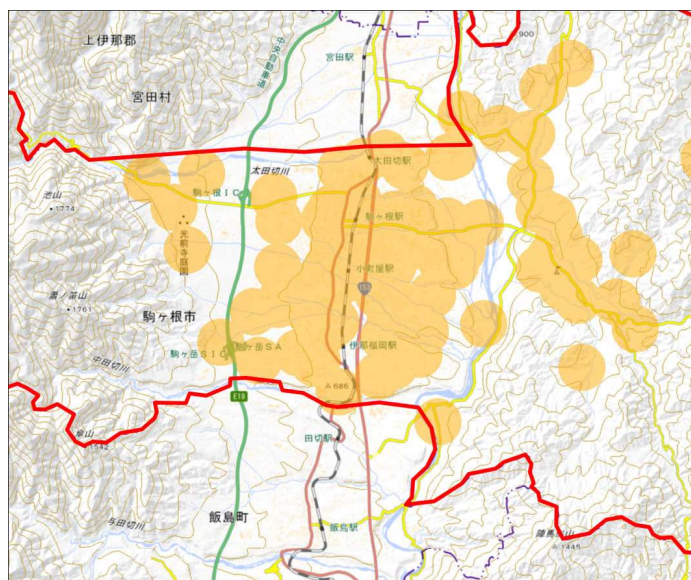 上伊那郡
900
宮田駅
中央自動車道
宮田村
太田切川
大田切駅
駒ヶ根IC
池山
・1774
駒ヶ根駅
光前寺庭園
小町屋駅
153
・1761
駒ヶ根市
伊那福岡駅
駒ヶ岳SA
駒ヶ岳SIC
中田切川
△686
E19
田切駅
・1542
飯島町
与田切川
飯島駅
△1445